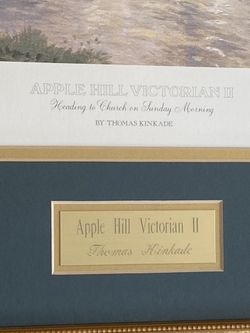 APPLE HILL VICTORIAN II
Heading to Church on Sunday Morning
BY THOMAS KINKADE
Apple Hill Victorian II
Thomas Kinkade